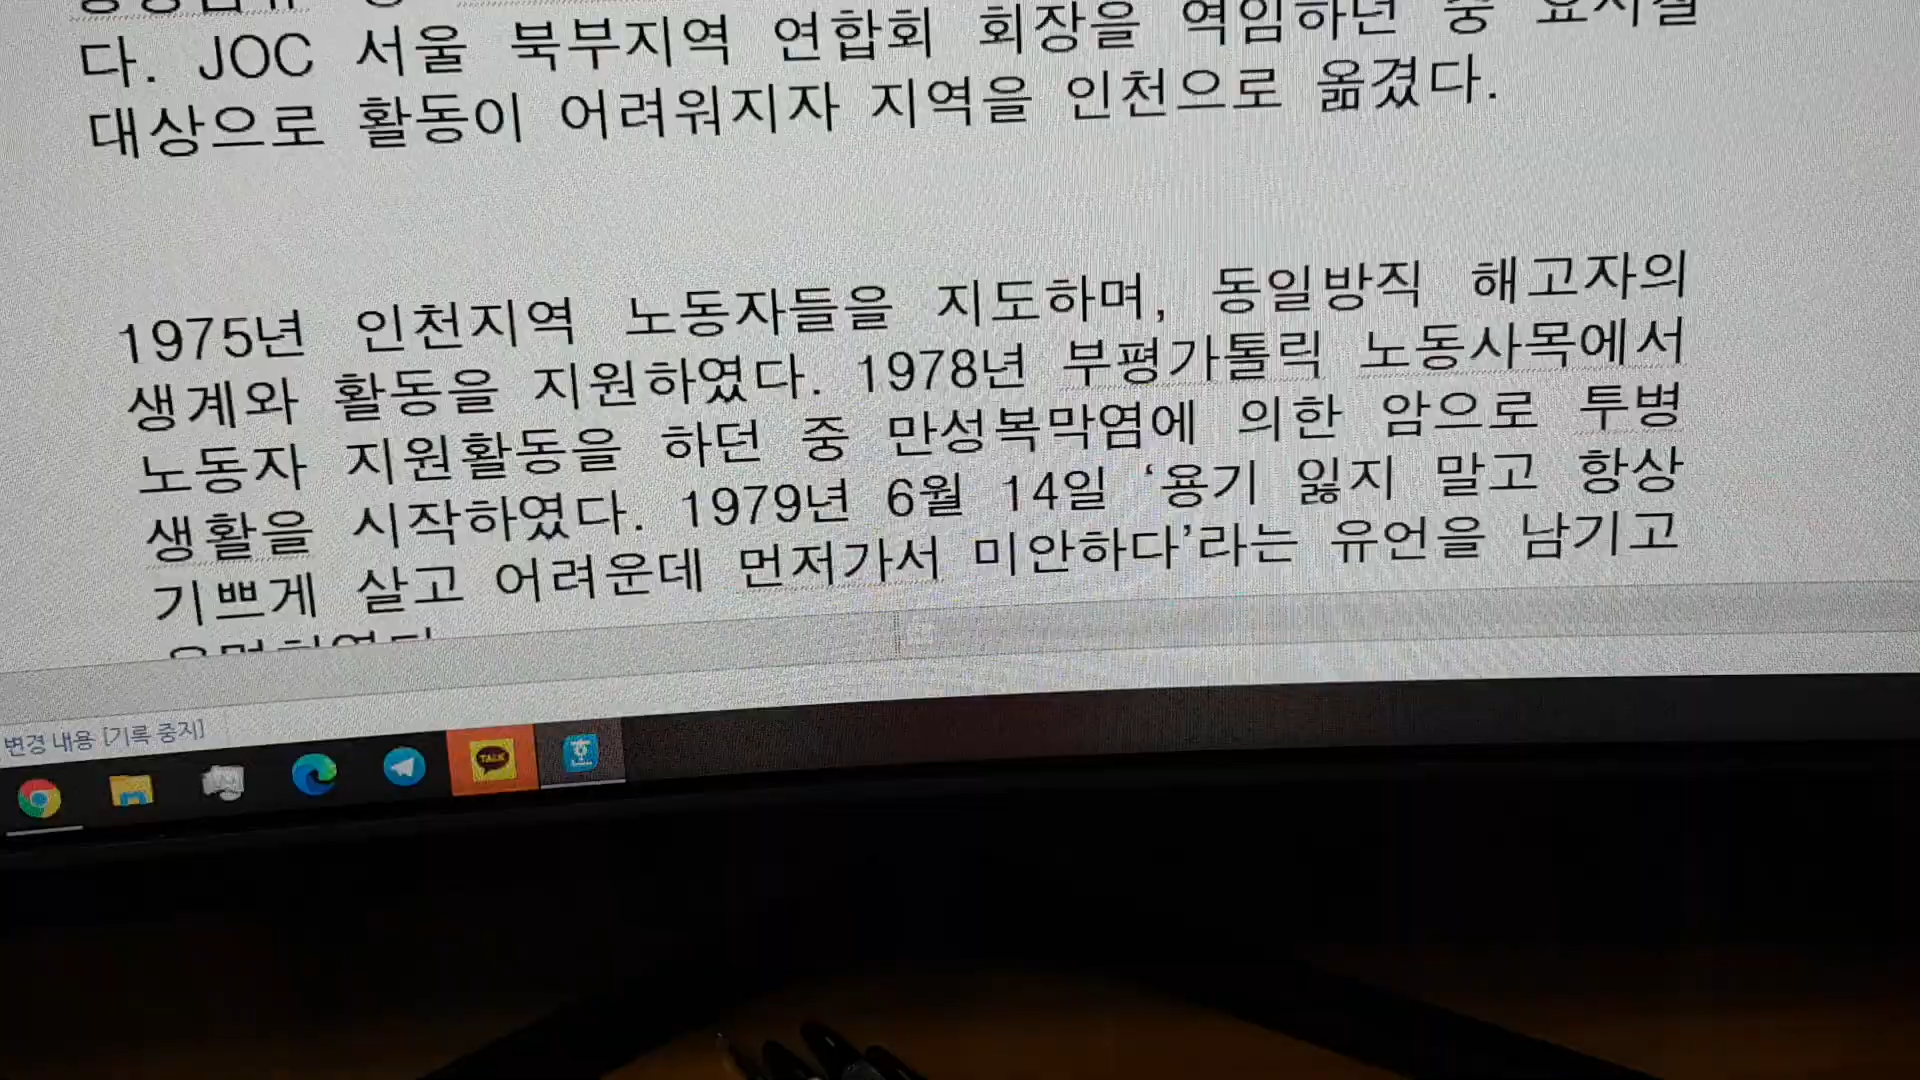 다. JOC 서울 북부지역 연합회 회장을 역임하던 중 요시찰
대상으로 활동이 어려워지자 지역을 인천으로 옮겼다.
1975년 인천지역 노동자들을 지도하며, 동일방직 해고자의
생계와 활동을 지원하였다. 1978년 부평가톨릭 노동사목에서
노동자 지원활동을 하던 중 만성복막염에 의한 암으로 투병
생활을 시작하였다. 1979년 6월 14일 ‘용기 잃지 말고 항상
기쁘게 살고 어려운데 먼저가서 미안하다’라는 유언을 남기고
변경 내용 [기록 중지]
TALK
한